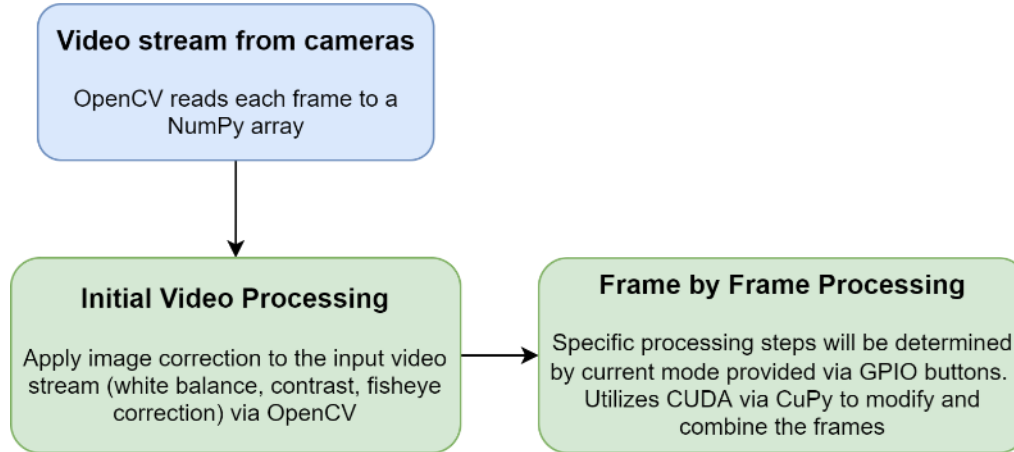 Video stream from cameras
OpenCV reads each frame to a
NumPy array
Initial Video Processing
Apply image correction to the input video
stream (white balance, contrast, fisheye
correction) via OpenCV
Frame by Frame Processing
Specific processing steps will be determined
by current mode provided via GPIO buttons.
Utilizes CUDA via CuPy to modify and
combine the frames